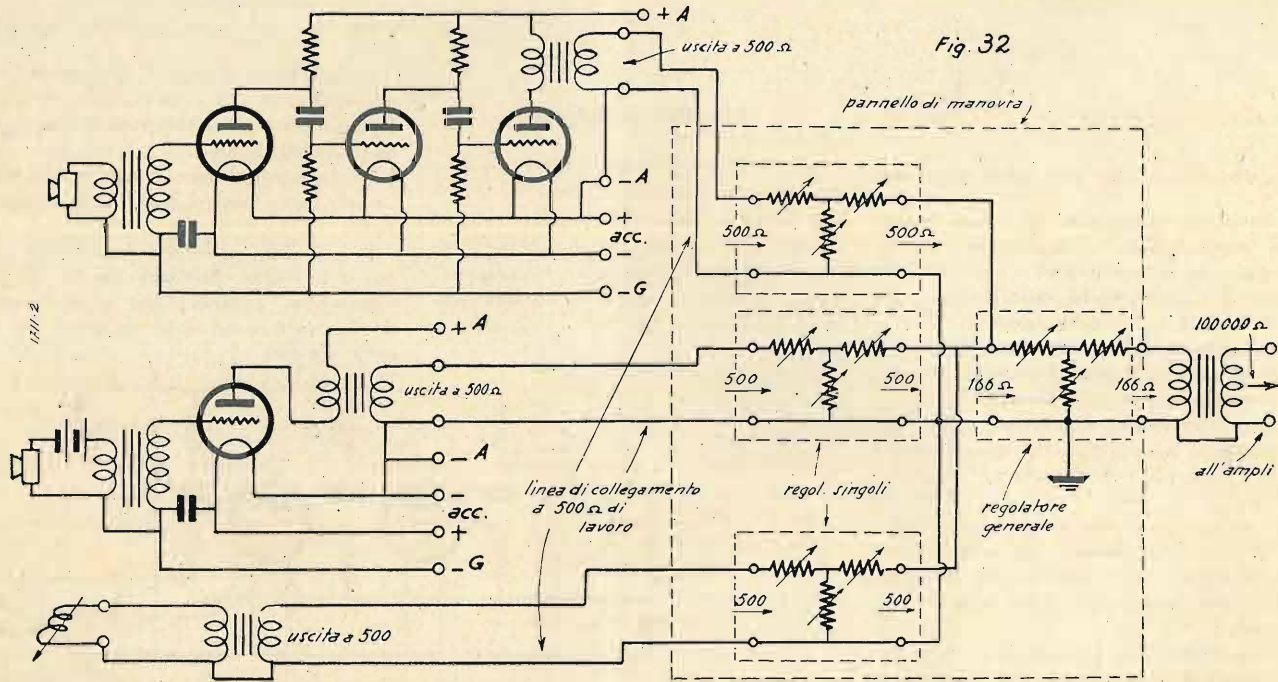 Fig. 32
+ A
uscita a 500 Ω
pannello di manovra
- A
+
acc.
-
- G
500 Ω
500 Ω
1711-2
+ A
uscita a 500 Ω
- A
-
acc.
+
- G
500
500
166 Ω
166 Ω
100000 Ω
all'ampli
linea di collegamento
a 500 Ω di
lavoro
regol. singoli
regolatore
generale
uscita a 500
500
500